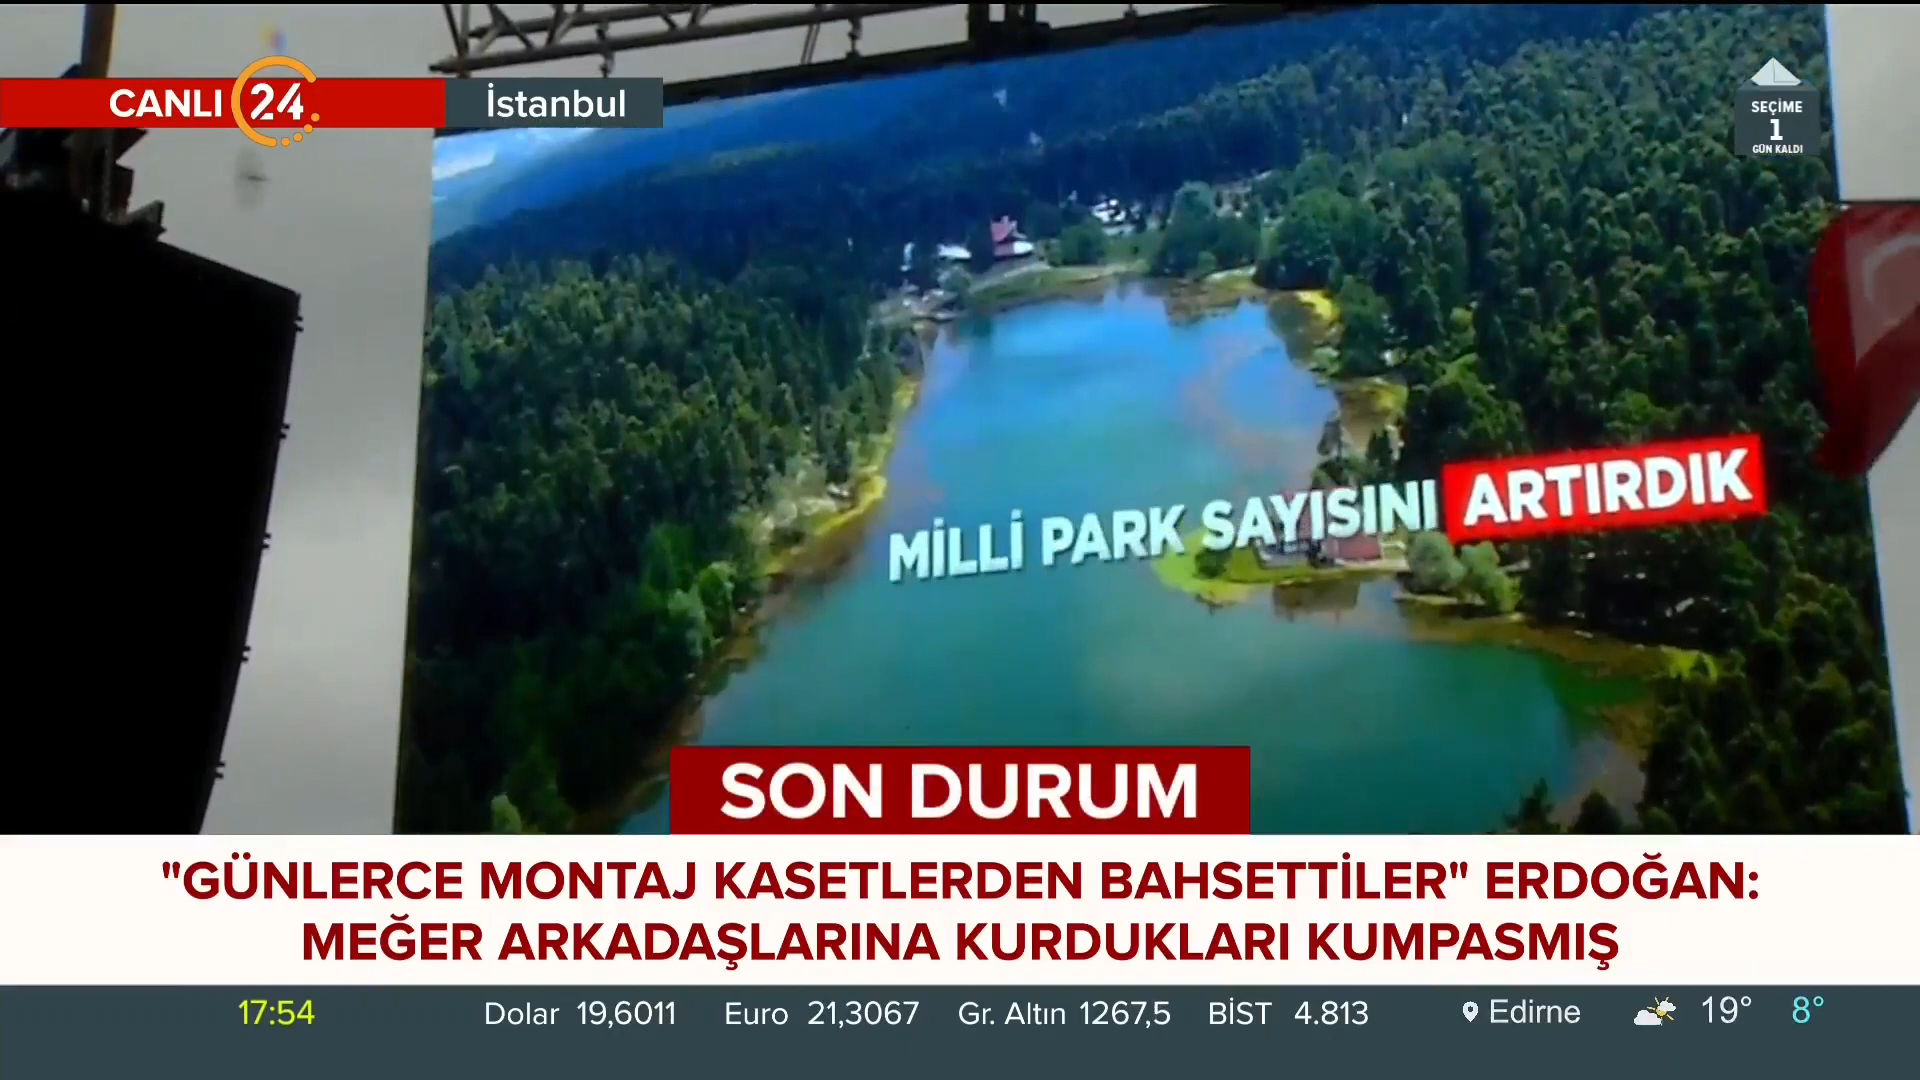 CANLI 24 İstanbul
SEÇİME
1
GÜN KALDI
MİLLİ PARK SAYISINI ARTIRDIK
SON DURUM
"GÜNLERCE MONTAJ KASETLERDEN BAHSETTİLER" ERDOĞAN:
MEĞER ARKADAŞLARINA KURDUKLARI KUMPASMIŞ
17:54 Dolar 19,6011 Euro 21,3067 Gr. Altın 1267,5 BİST 4.813 Edirne 19° 8°